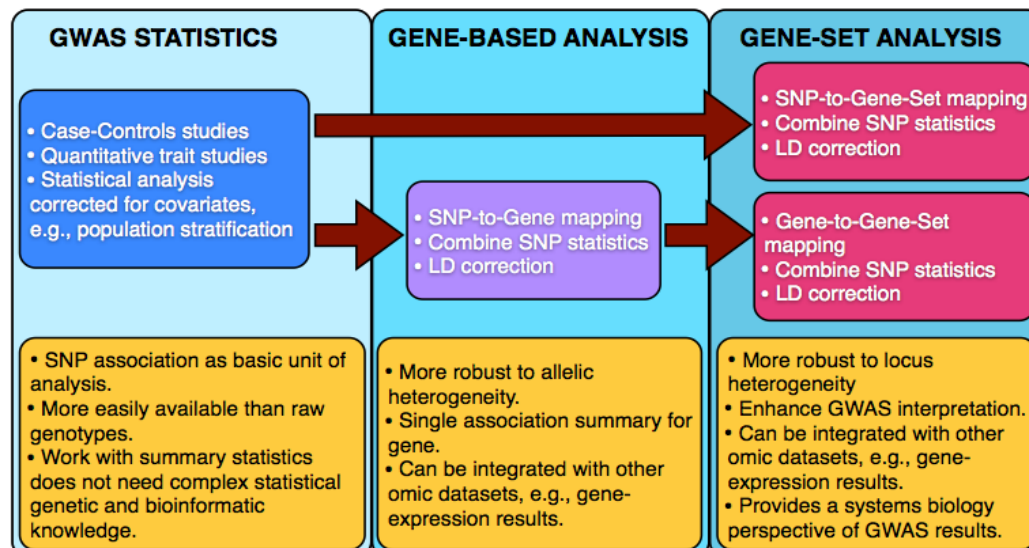 GWAS STATISTICS
• Case-Controls studies
• Quantitative trait studies
• Statistical analysis
corrected for covariates,
e.g., population stratification
• SNP association as basic unit of
analysis.
• More easily available than raw
genotypes.
• Work with summary statistics
does not need complex statistical
genetic and bioinformatic
knowledge.
GENE-BASED ANALYSIS
• SNP-to-Gene mapping
• Combine SNP statistics
• LD correction
• More robust to allelic
heterogeneity.
• Single association summary for
gene.
• Can be integrated with other
omic datasets, e.g., gene-
expression results.
GENE-SET ANALYSIS
• SNP-to-Gene-Set mapping
• Combine SNP statistics
• LD correction
• Gene-to-Gene-Set
mapping
• Combine SNP statistics
• LD correction
• More robust to locus
heterogeneity
• Enhance GWAS interpretation.
• Can be integrated with other
omic datasets, e.g., gene-
expression results.
• Provides a systems biology
perspective of GWAS results.